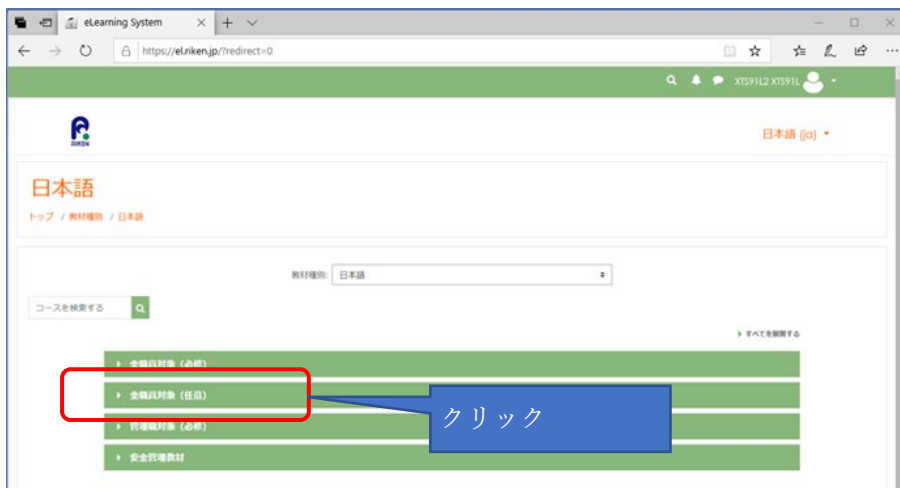 eLearning System
https://el.riken.jp/?redirect=0
XTS91L2 XTS91L
RIKEN
日本語 (ja)
日本語
トップ / 教材種別 / 日本語
教材種別: 日本語
コースを検索する
すべてを展開する
全職員対象（必修）
全職員対象（任意）
クリック
管理職対象（必修）
安全管理教材